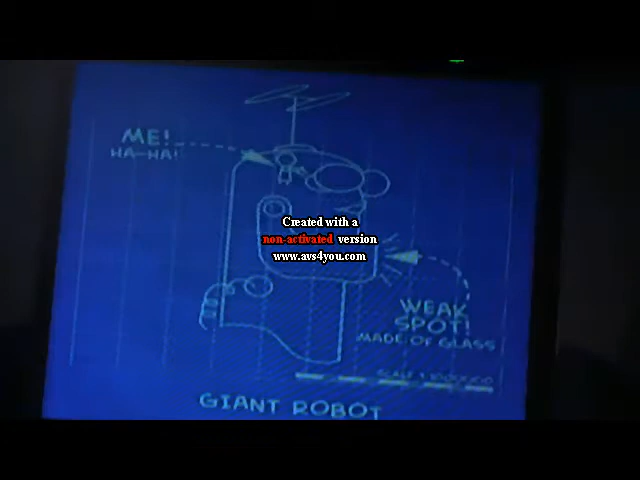 ME!
HA-HA!
Created with a
non-activated version
www.avs4you.com
WEAK
SPOT!
MADE OF GLASS
GIANT ROBOT